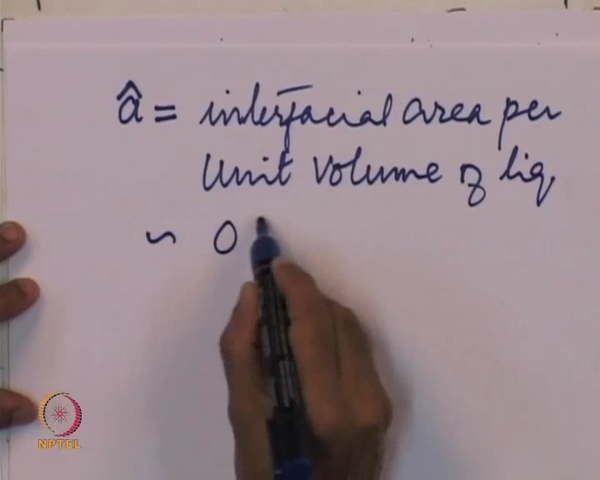 â = interfacial area per
Unit Volume of liq.
~ 0
NPTEL